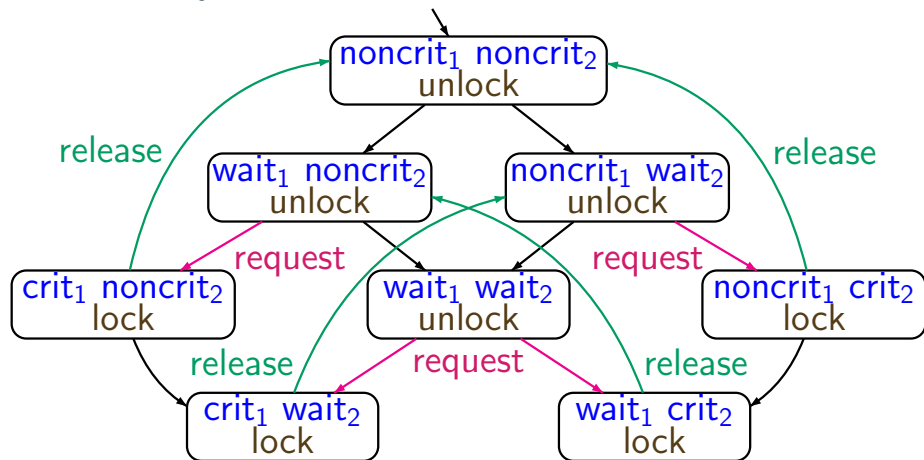 noncrit₁ noncrit₂
unlock
release
release
wait₁ noncrit₂
unlock
noncrit₁ wait₂
unlock
request
request
crit₁ noncrit₂
lock
wait₁ wait₂
unlock
noncrit₁ crit₂
lock
release
request
release
crit₁ wait₂
lock
wait₁ crit₂
lock